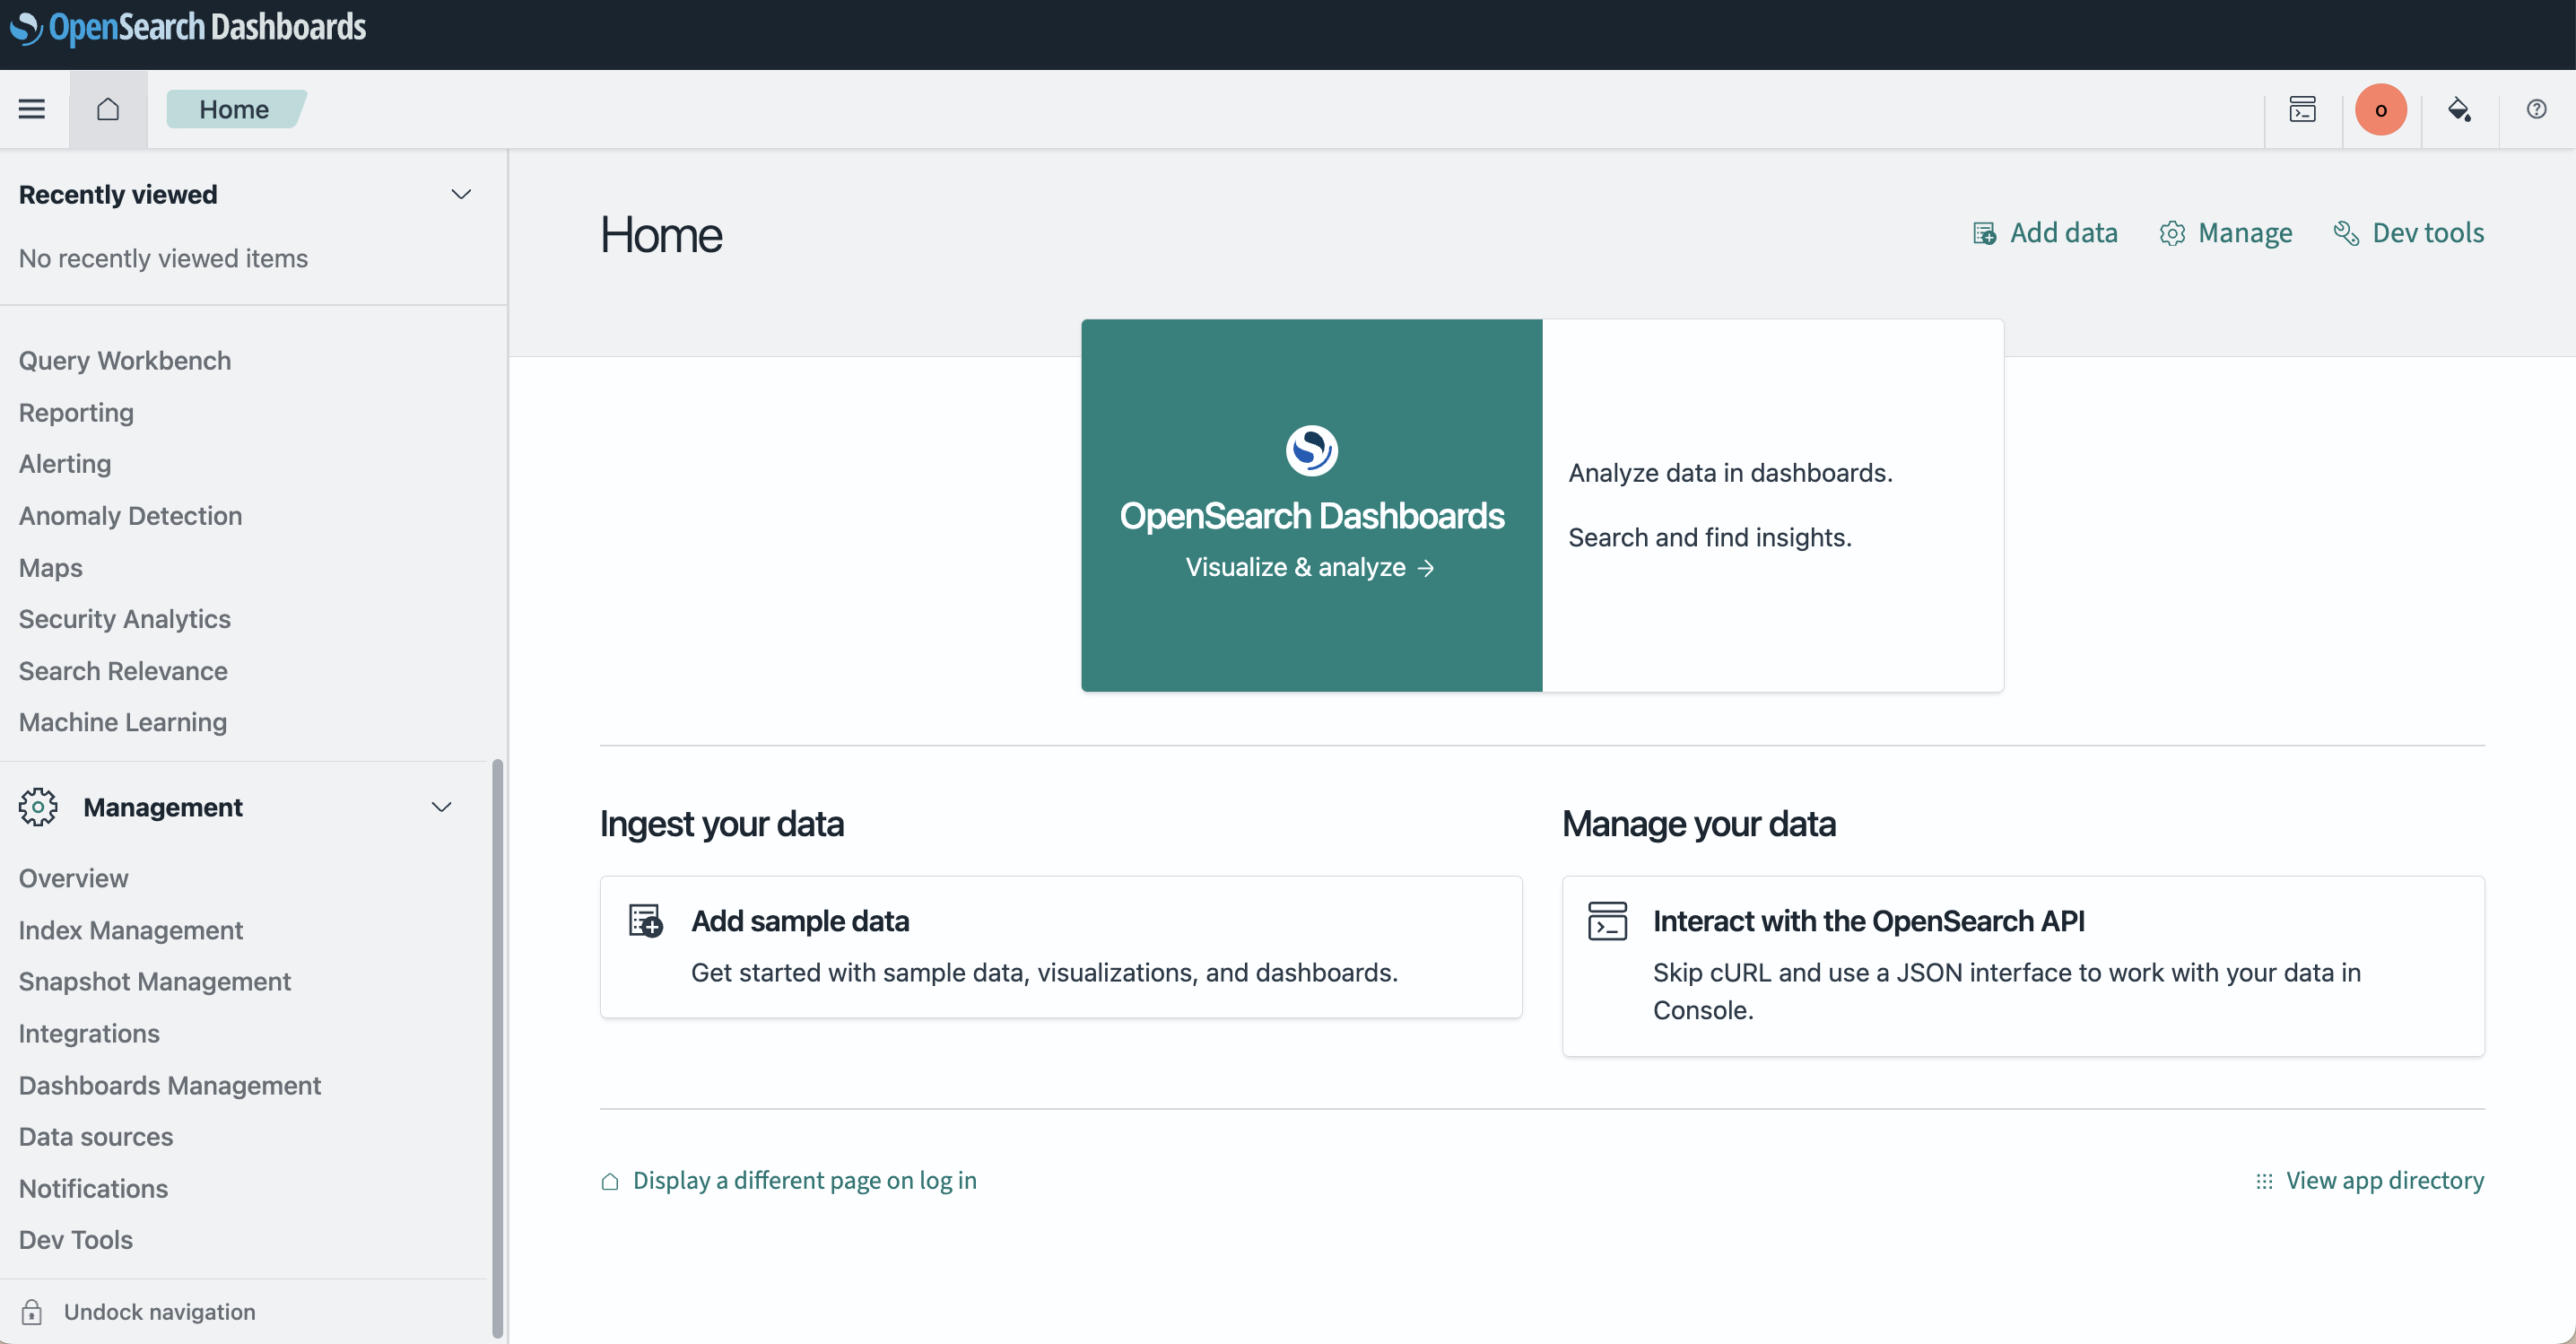 OpenSearch Dashboards
Home
o
Recently viewed
No recently viewed items
Query Workbench
Reporting
Alerting
Anomaly Detection
Maps
Security Analytics
Search Relevance
Machine Learning
Management
Overview
Index Management
Snapshot Management
Integrations
Dashboards Management
Data sources
Notifications
Dev Tools
Undock navigation
Home
Add data
Manage
Dev tools
OpenSearch Dashboards
Visualize & analyze →
Analyze data in dashboards.
Search and find insights.
Ingest your data
Add sample data
Get started with sample data, visualizations, and dashboards.
Manage your data
Interact with the OpenSearch API
Skip cURL and use a JSON interface to work with your data in
Console.
Display a different page on log in
View app directory